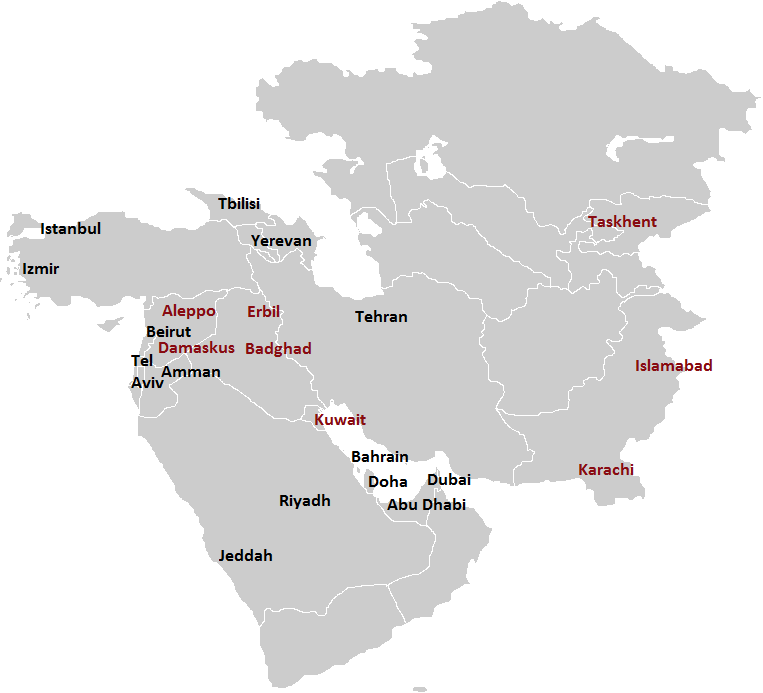 Tbilisi
Taskhent
Istanbul
Yerevan
Izmir
Aleppo
Erbil
Tehran
Beirut
Damaskus
Badghad
Tel
Aviv
Amman
Islamabad
Kuwait
Bahrain
Karachi
Doha
Dubai
Riyadh
Abu Dhabi
Jeddah